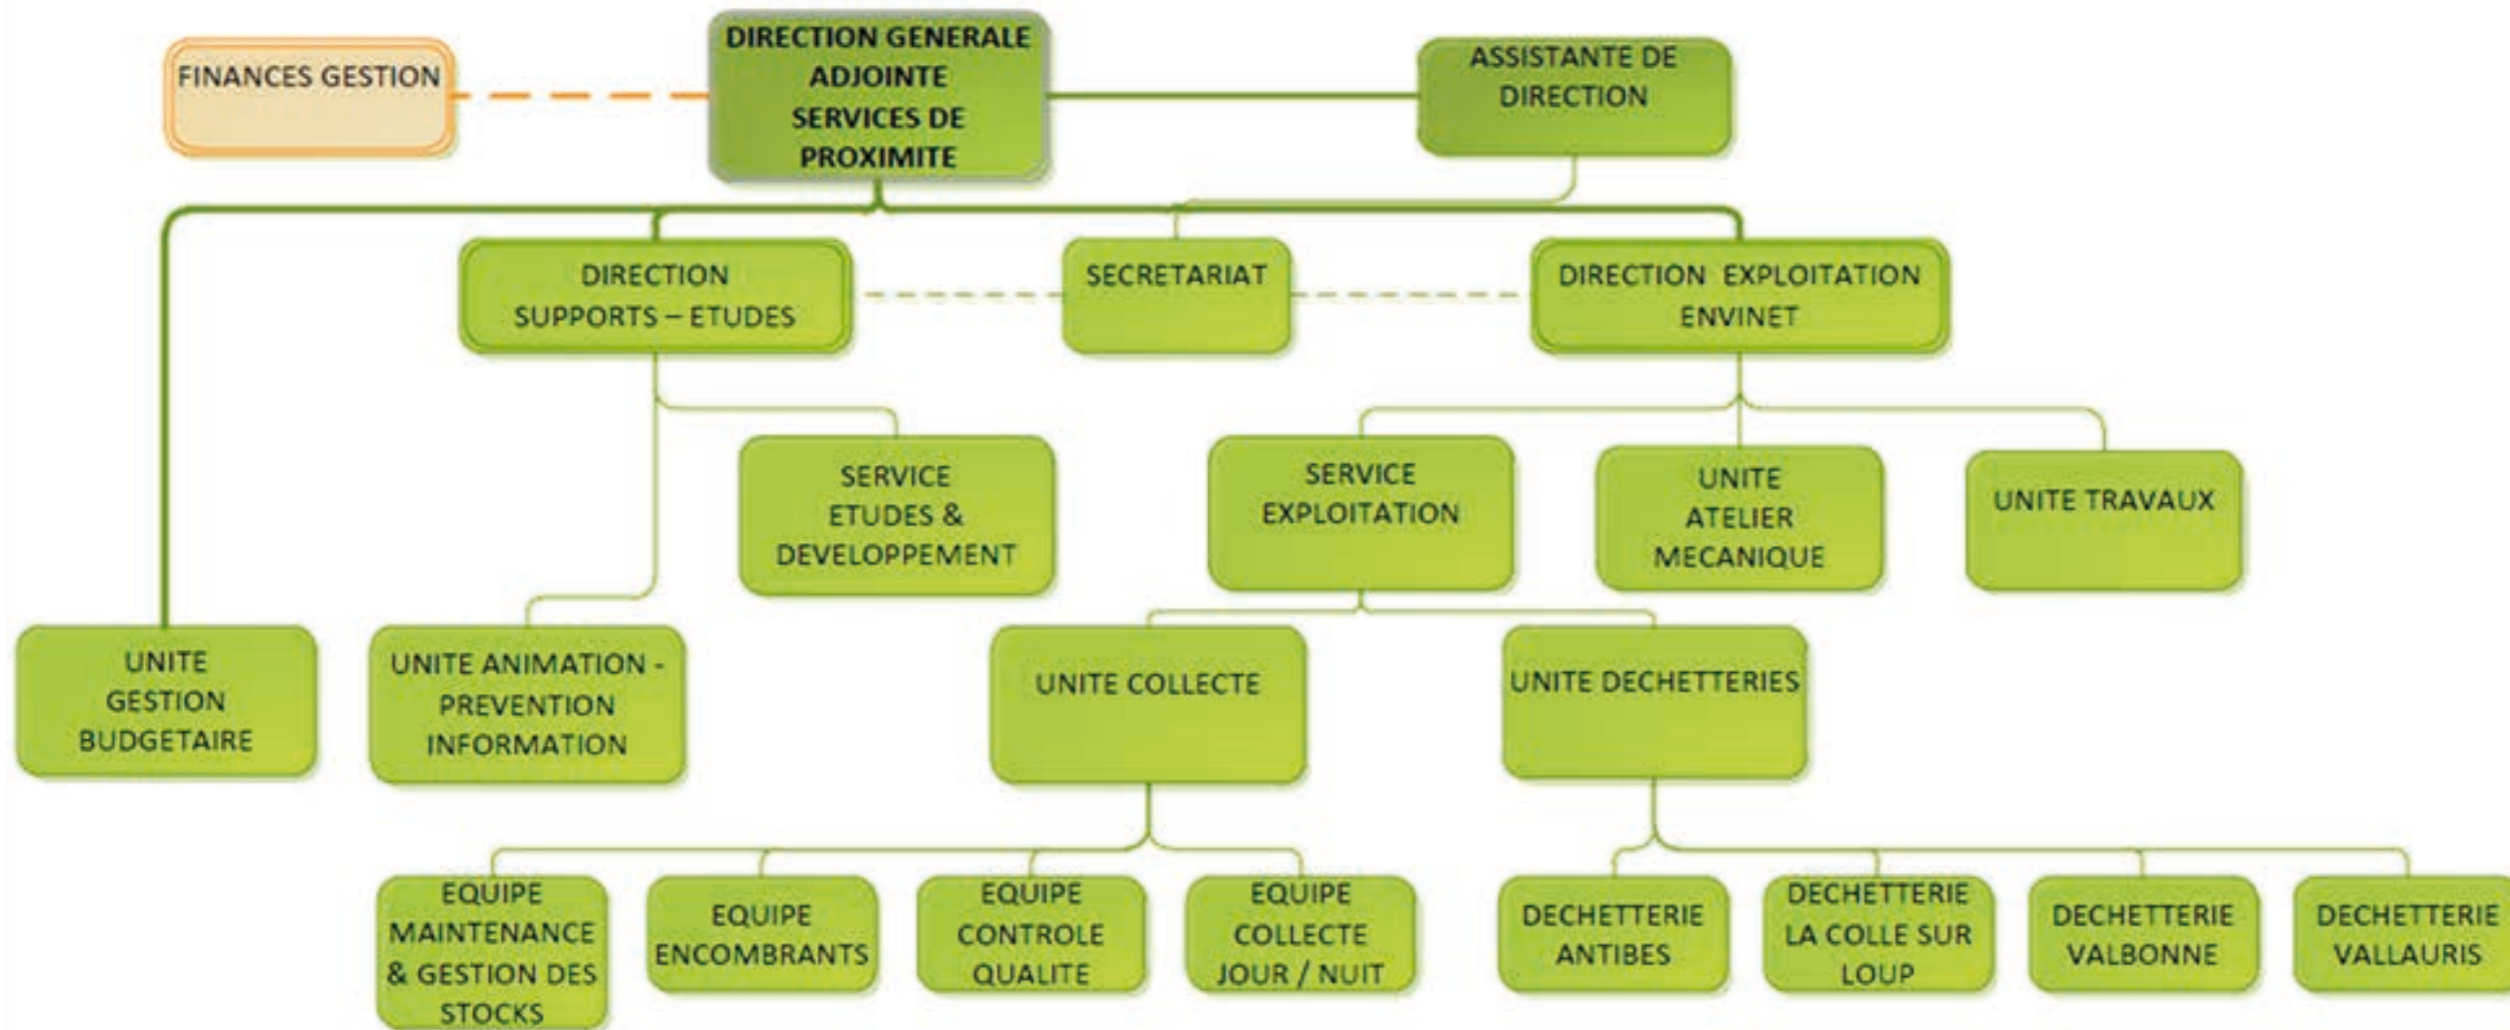 FINANCES GESTION
DIRECTION GENERALE
ADJOINTE
SERVICES DE
PROXIMITE
ASSISTANTE DE
DIRECTION
DIRECTION
SUPPORTS – ETUDES
SECRETARIAT
DIRECTION EXPLOITATION
ENVINET
SERVICE
ETUDES &
DEVELOPPEMENT
SERVICE
EXPLOITATION
UNITE
ATELIER
MECANIQUE
UNITE TRAVAUX
UNITE
GESTION
BUDGETAIRE
UNITE ANIMATION -
PREVENTION
INFORMATION
UNITE COLLECTE
UNITE DECHETTERIES
EQUIPE
MAINTENANCE
& GESTION DES
STOCKS
EQUIPE
ENCOMBRANTS
EQUIPE
CONTROLE
QUALITE
EQUIPE
COLLECTE
JOUR / NUIT
DECHETTERIE
ANTIBES
DECHETTERIE
LA COLLE SUR
LOUP
DECHETTERIE
VALBONNE
DECHETTERIE
VALLAURIS